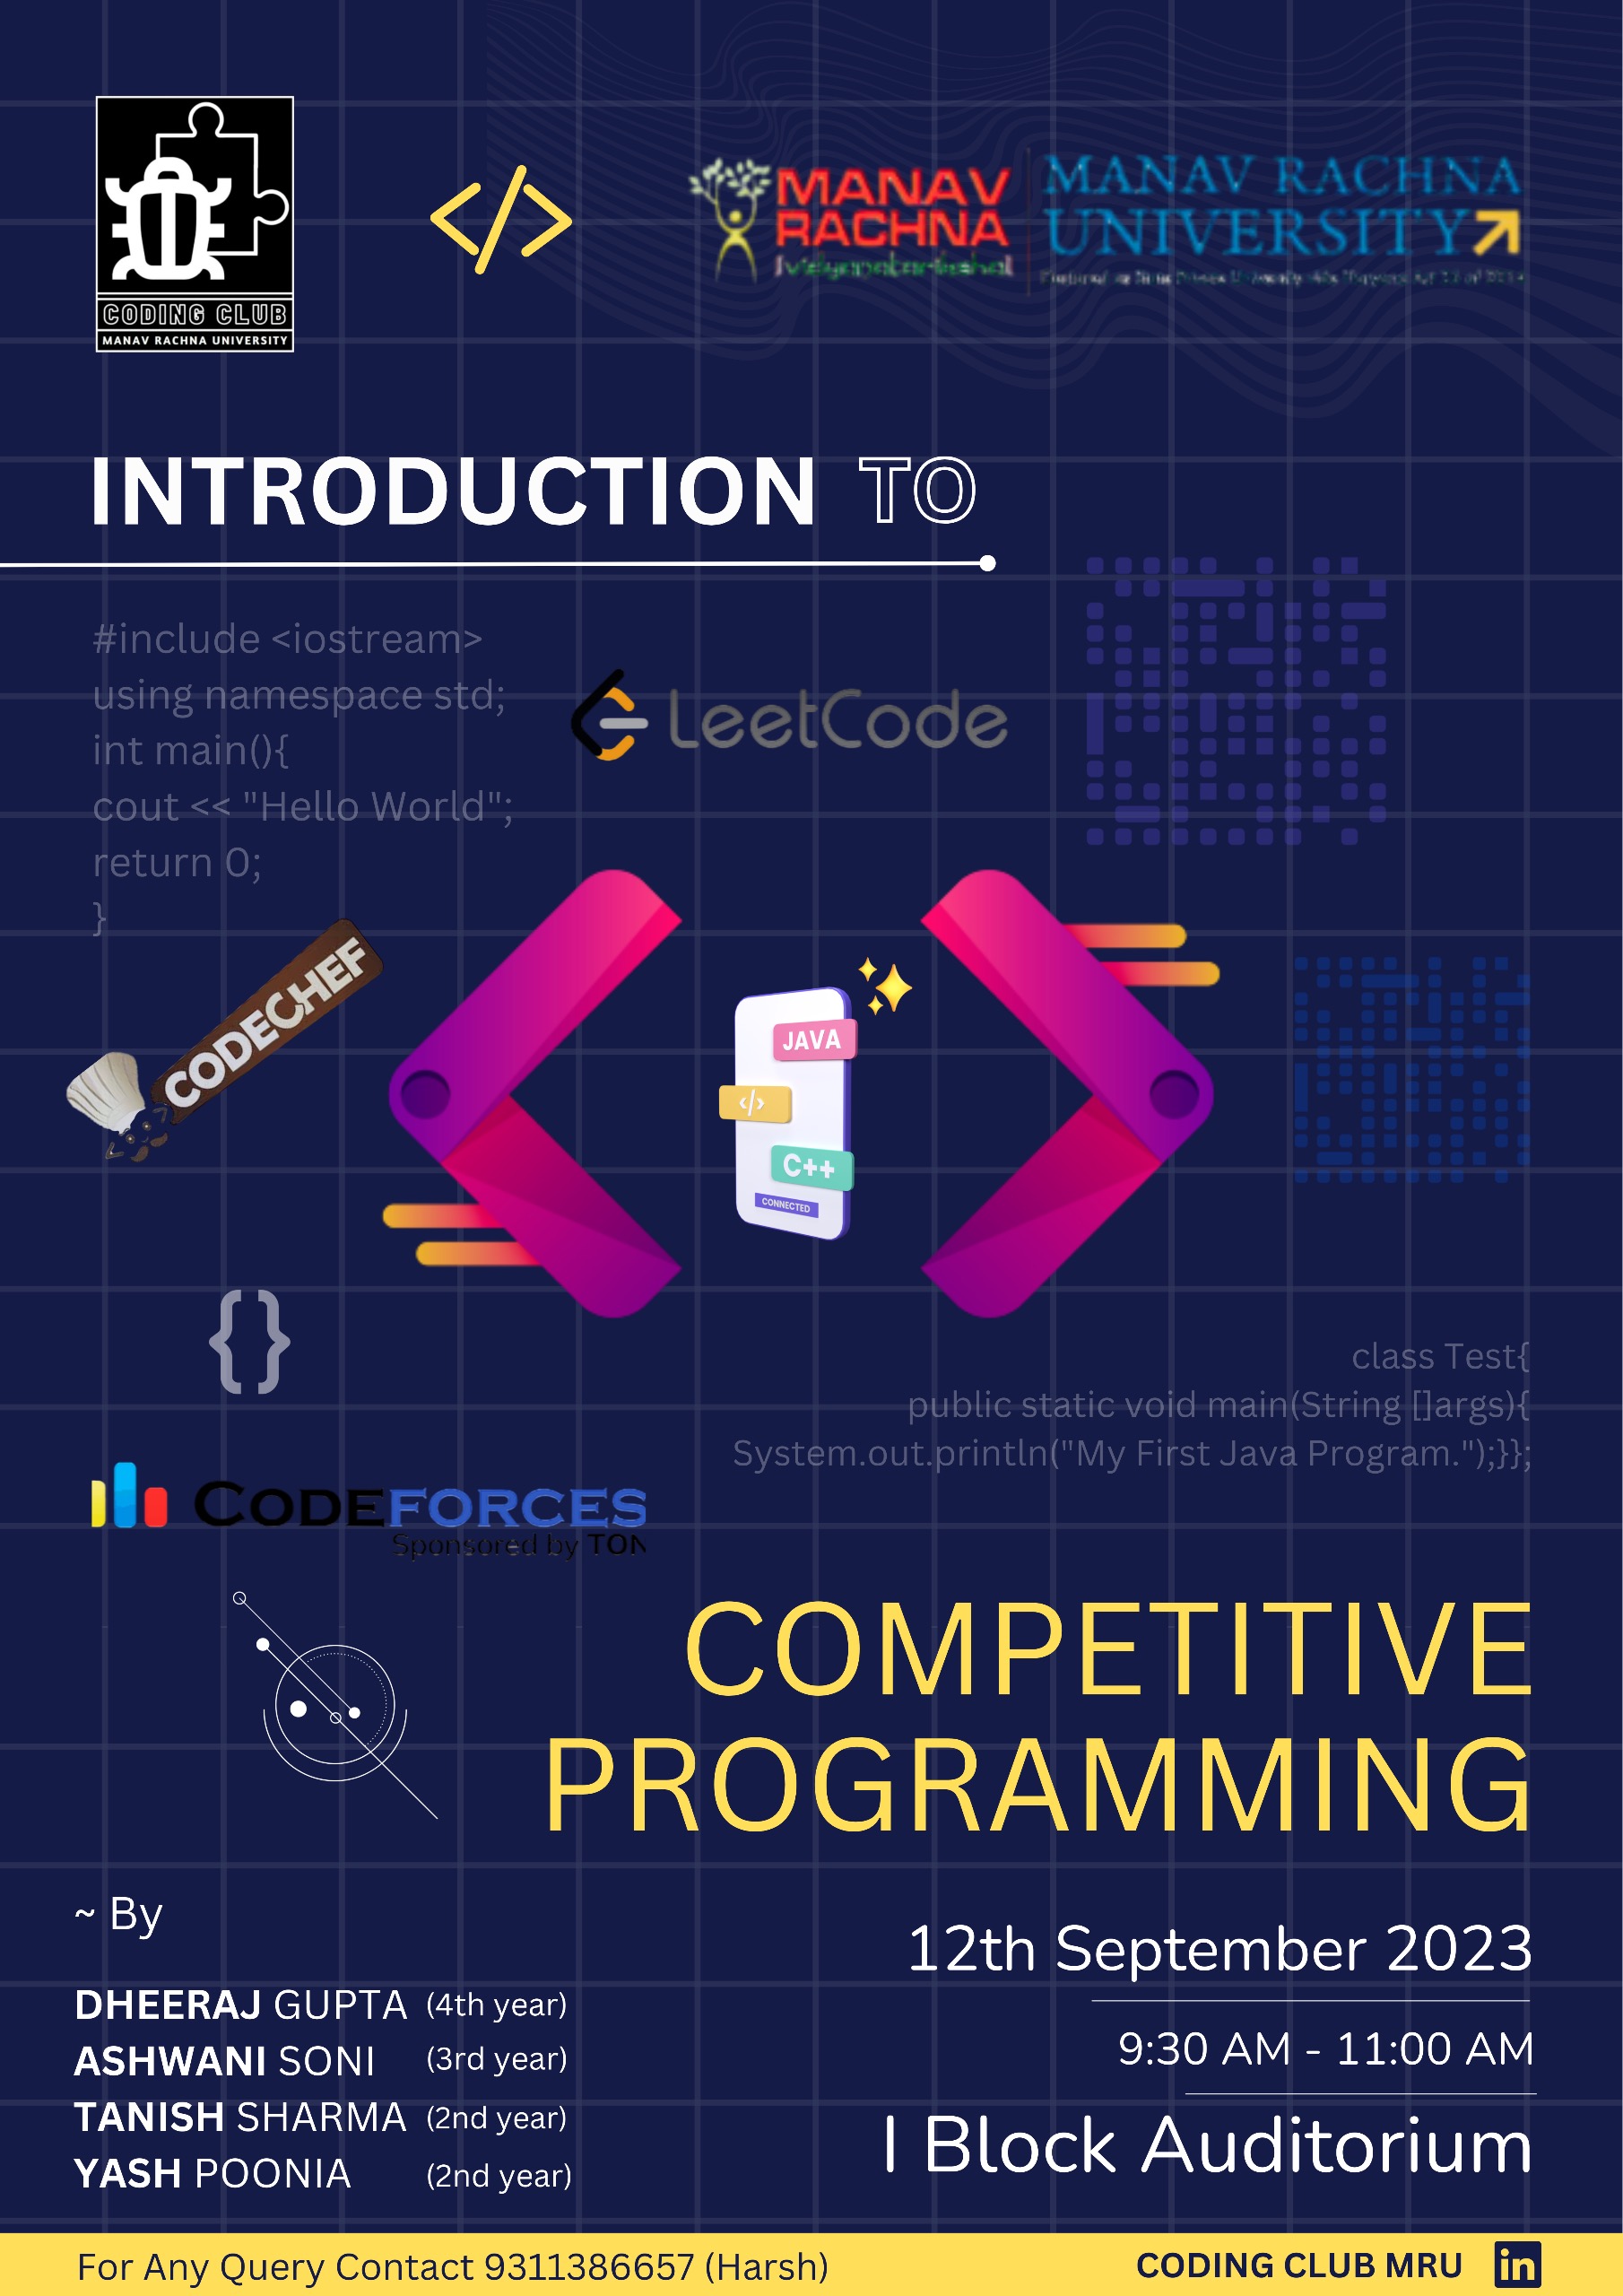 CODING CLUB
MANAV RACHNA UNIVERSITY
</>
MANAV
RACHNA
MANAV RACHNA
UNIVERSITY
INTRODUCTION TO
#include <iostream>
using namespace std;
int main(){
cout << "Hello World";
return 0;
}
LeetCode
CODECHEF
JAVA
</>
C++
CONNECTED
{}
class Test{
public static void main(String []args){
System.out.println("My First Java Program.");}};
CODEFORCES
Sponsored by TON
COMPETITIVE
PROGRAMMING
~ By
DHEERAJ GUPTA (4th year)
ASHWANI SONI (3rd year)
TANISH SHARMA (2nd year)
YASH POONIA (2nd year)
12th September 2023
9:30 AM - 11:00 AM
I Block Auditorium
For Any Query Contact 9311386657 (Harsh)
CODING CLUB MRU in